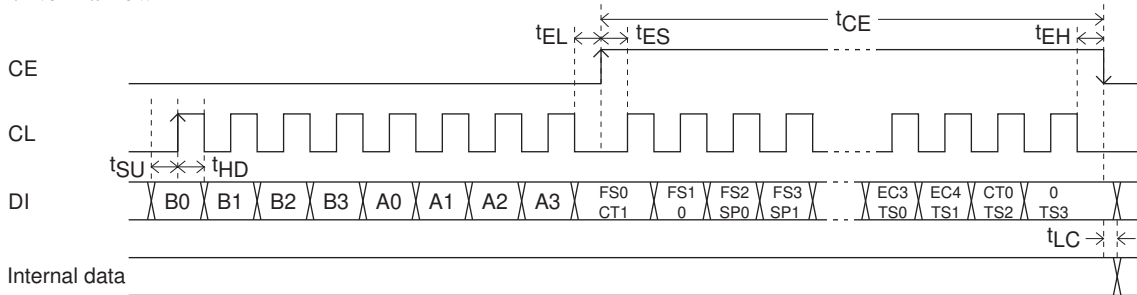 tCE
tEL tES tEH
CE
CL
tSU tHD
DI B0 B1 B2 B3 A0 A1 A2 A3 FS0 FS1 FS2 FS3 EC3 EC4 CT0 0
CT1 0 SP0 SP1 TS0 TS1 TS2 TS3
tLC
Internal data